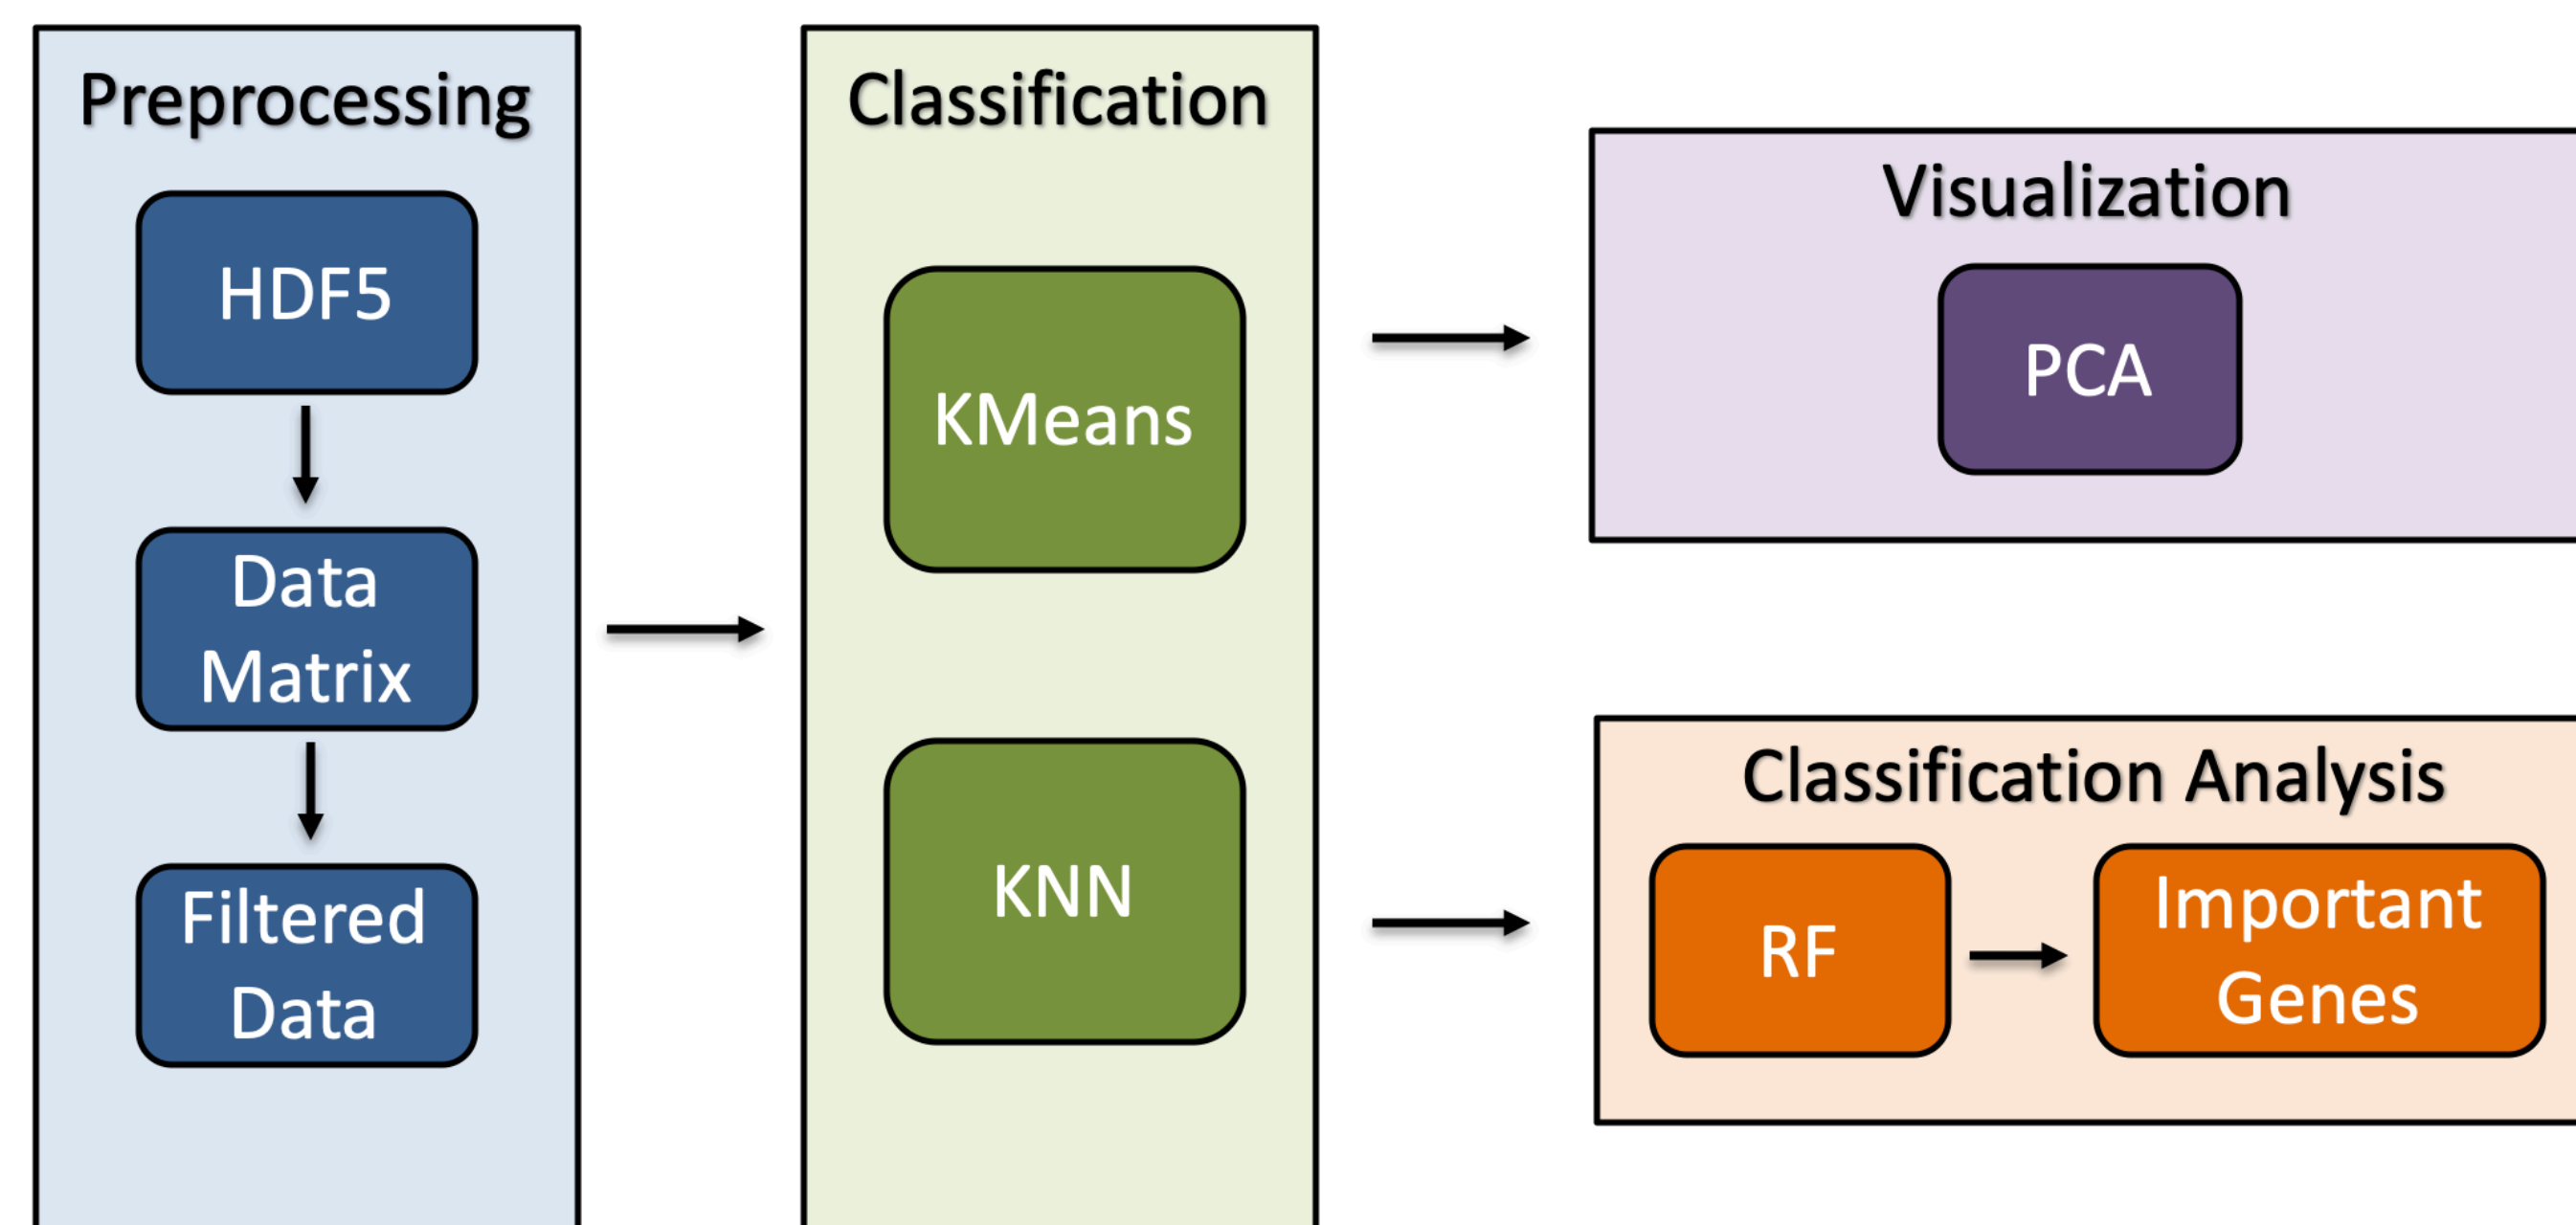 Preprocessing
HDF5
Data
Matrix
Filtered
Data
Classification
KMeans
KNN
Visualization
PCA
Classification Analysis
RF
Important
Genes